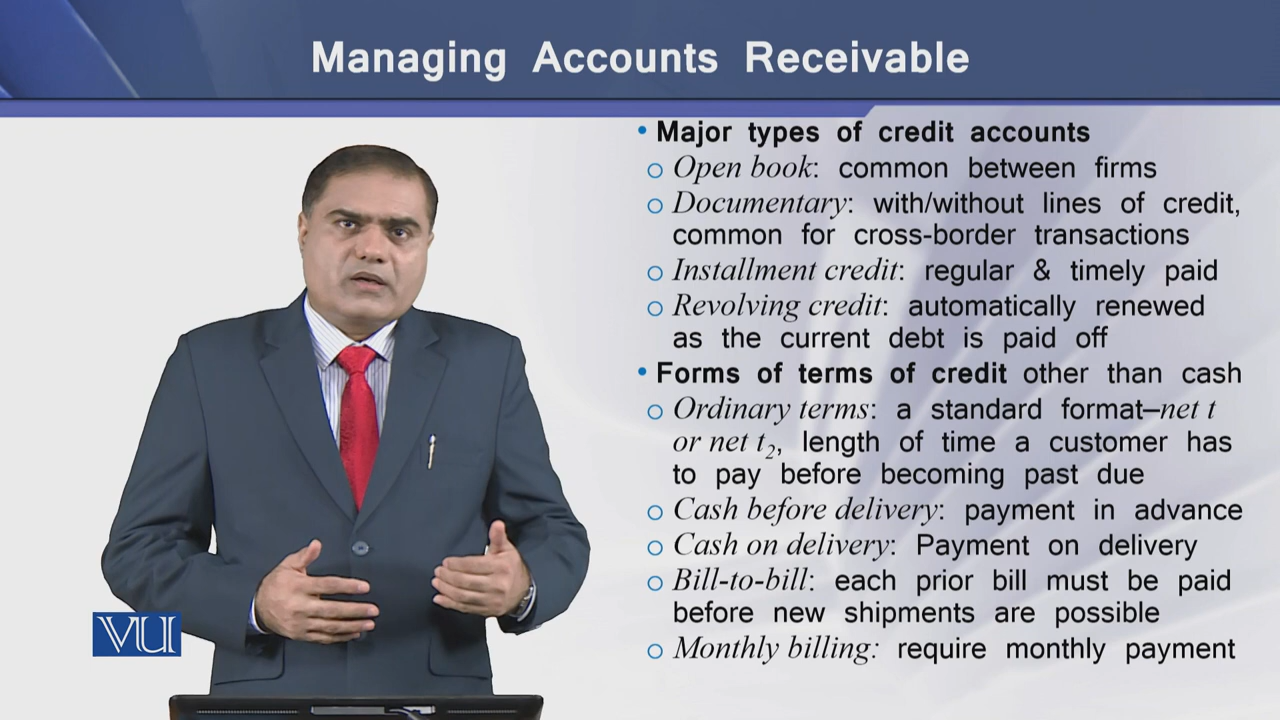 Managing Accounts Receivable
• Major types of credit accounts
o Open book: common between firms
o Documentary: with/without lines of credit,
common for cross-border transactions
o Installment credit: regular & timely paid
o Revolving credit: automatically renewed
as the current debt is paid off
• Forms of terms of credit other than cash
o Ordinary terms: a standard format–net t
or net t₂, length of time a customer has
to pay before becoming past due
o Cash before delivery: payment in advance
o Cash on delivery: Payment on delivery
o Bill-to-bill: each prior bill must be paid
before new shipments are possible
o Monthly billing: require monthly payment
VU